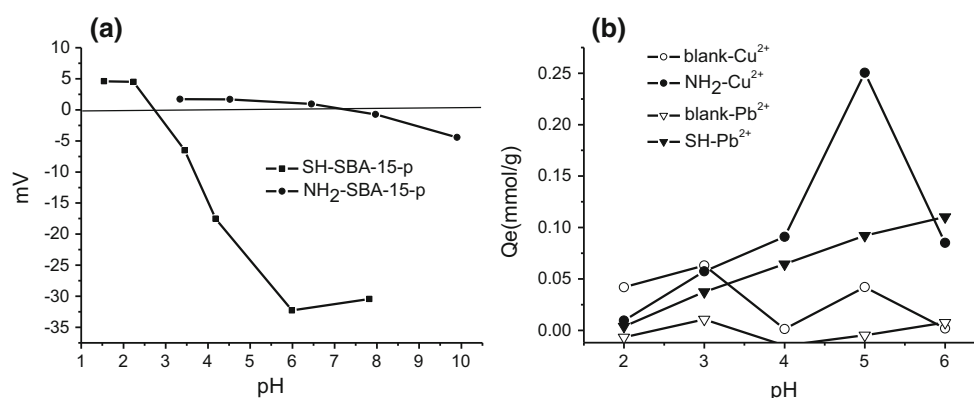 (a)
10
5
0
-5
-10
-15
-20
-25
-30
-35
mV
SH-SBA-15-p
NH₂-SBA-15-p
1 2 3 4 5 6 7 8 9 10
pH
(b)
blank-Cu²⁺
NH₂-Cu²⁺
blank-Pb²⁺
SH-Pb²⁺
0.25
0.20
0.15
0.10
0.05
0.00
Qe(mmol/g)
2 3 4 5 6
pH